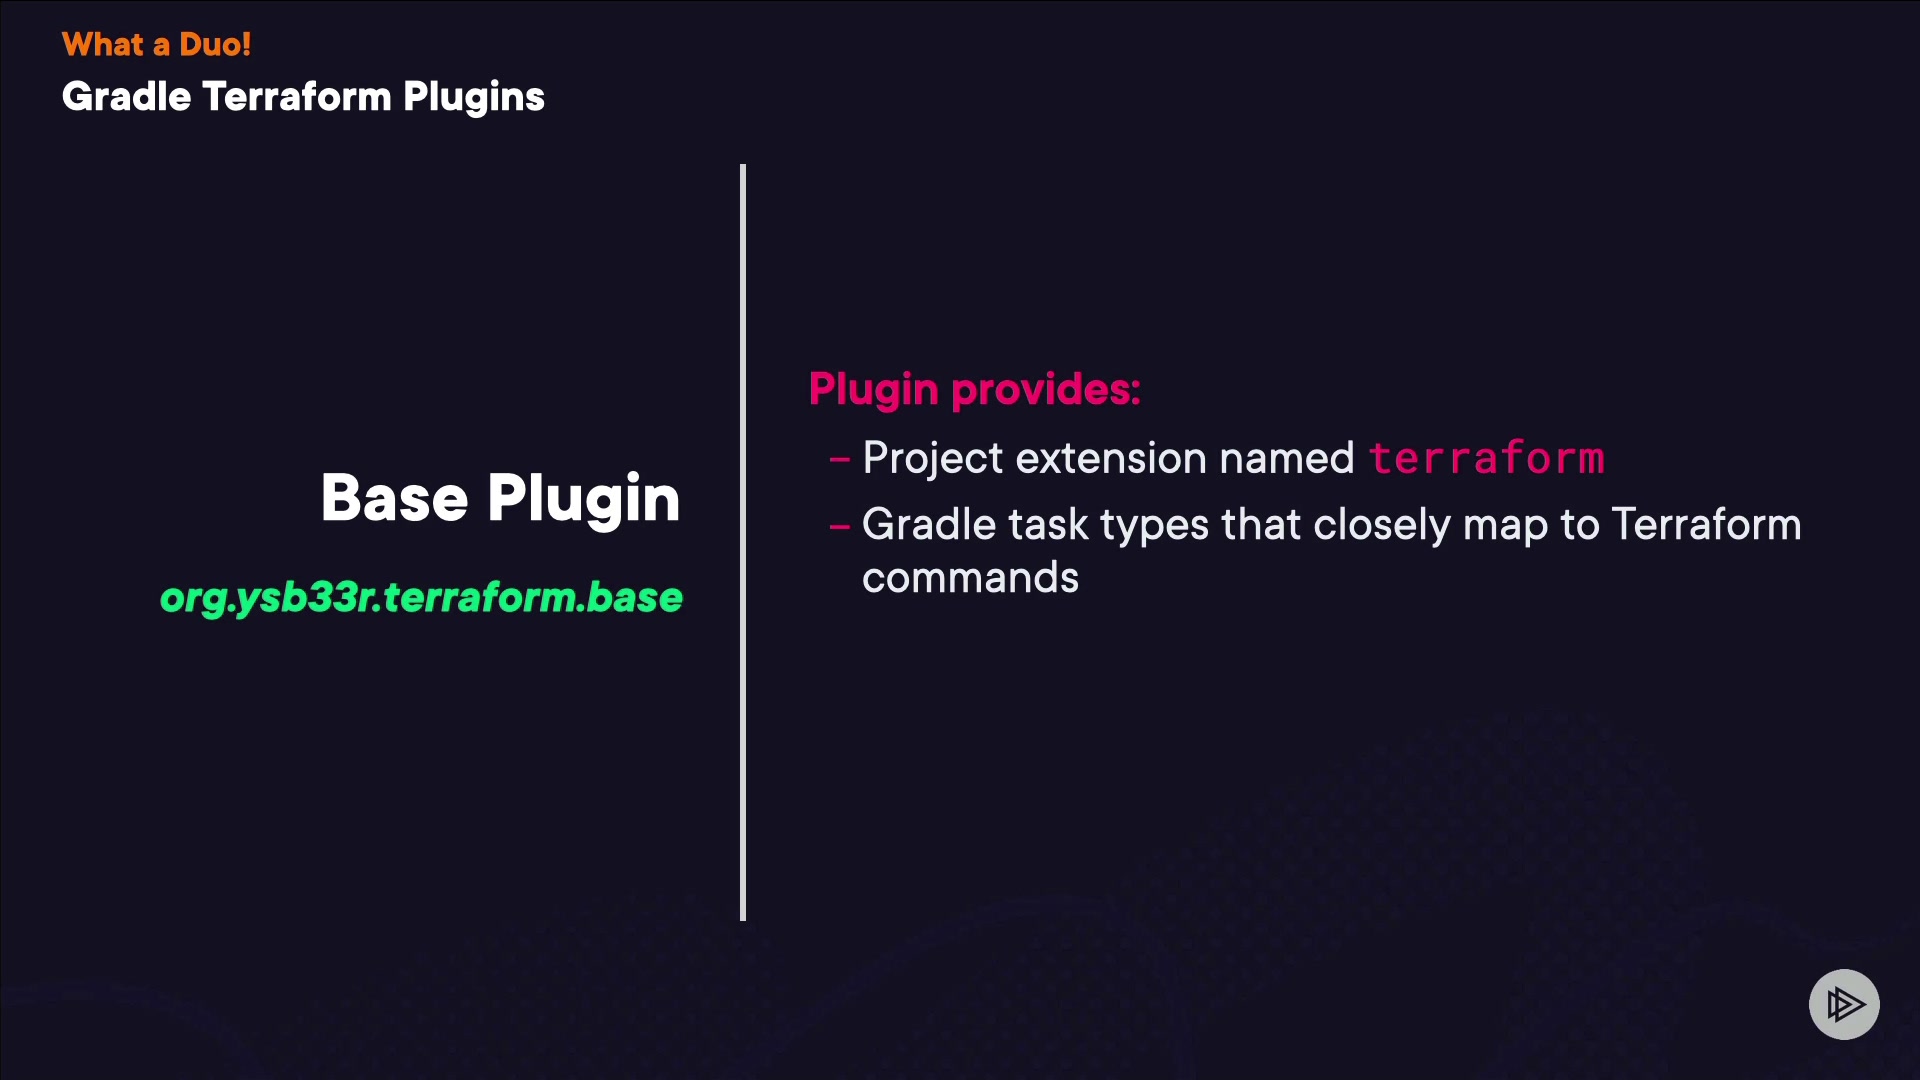 What a Duo!
Gradle Terraform Plugins
Base Plugin
org.ysb33r.terraform.base
Plugin provides:
– Project extension named terraform
– Gradle task types that closely map to Terraform
commands